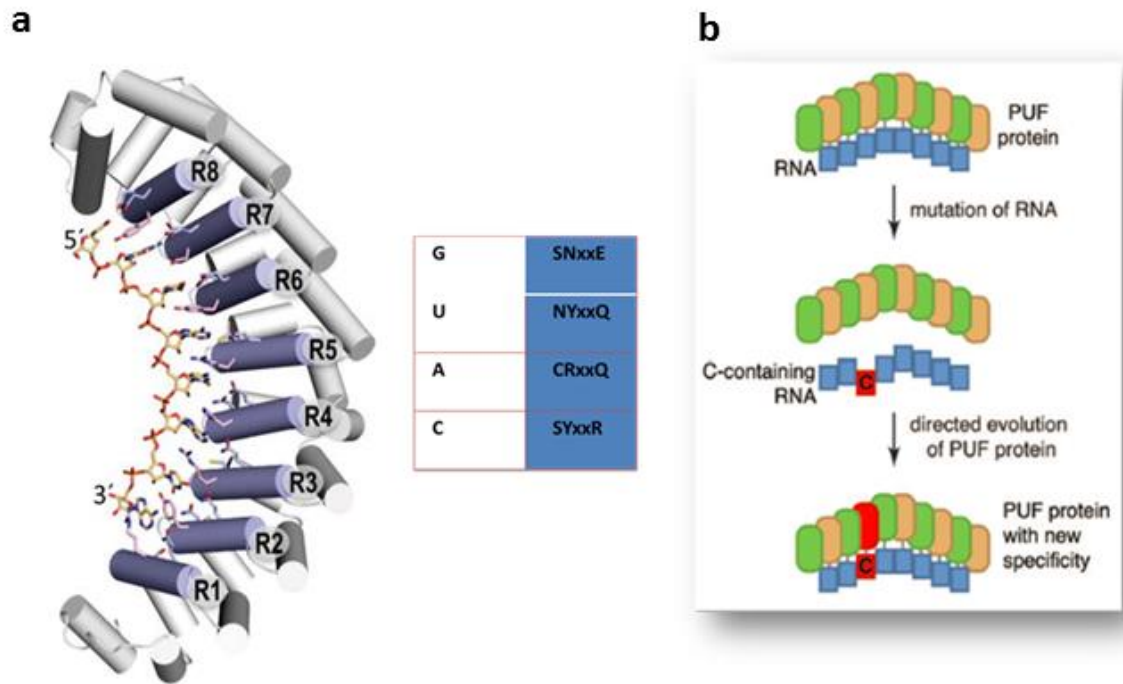 a
R8
R7
5´
R6
R5
R4
R3
3´
R2
R1
G SNxxE
U NYxxQ
A CRxxQ
C SYxxR
b
PUF
protein
RNA
mutation of RNA
C-containing
RNA
C
directed evolution
of PUF protein
PUF protein
with new
specificity
C